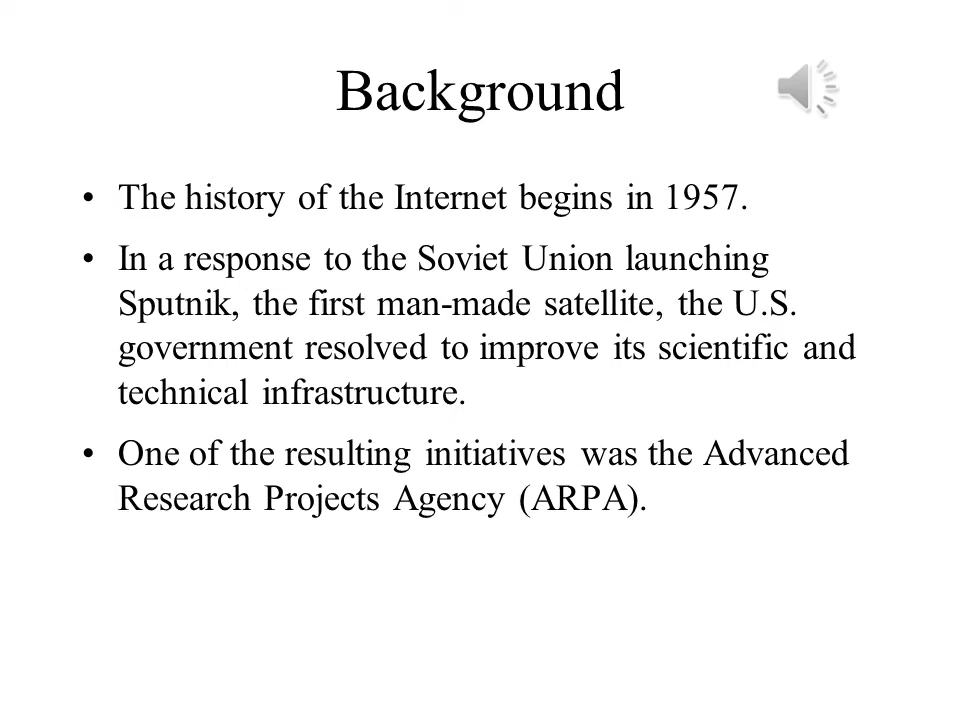 Background
• The history of the Internet begins in 1957.
• In a response to the Soviet Union launching
Sputnik, the first man-made satellite, the U.S.
government resolved to improve its scientific and
technical infrastructure.
• One of the resulting initiatives was the Advanced
Research Projects Agency (ARPA).